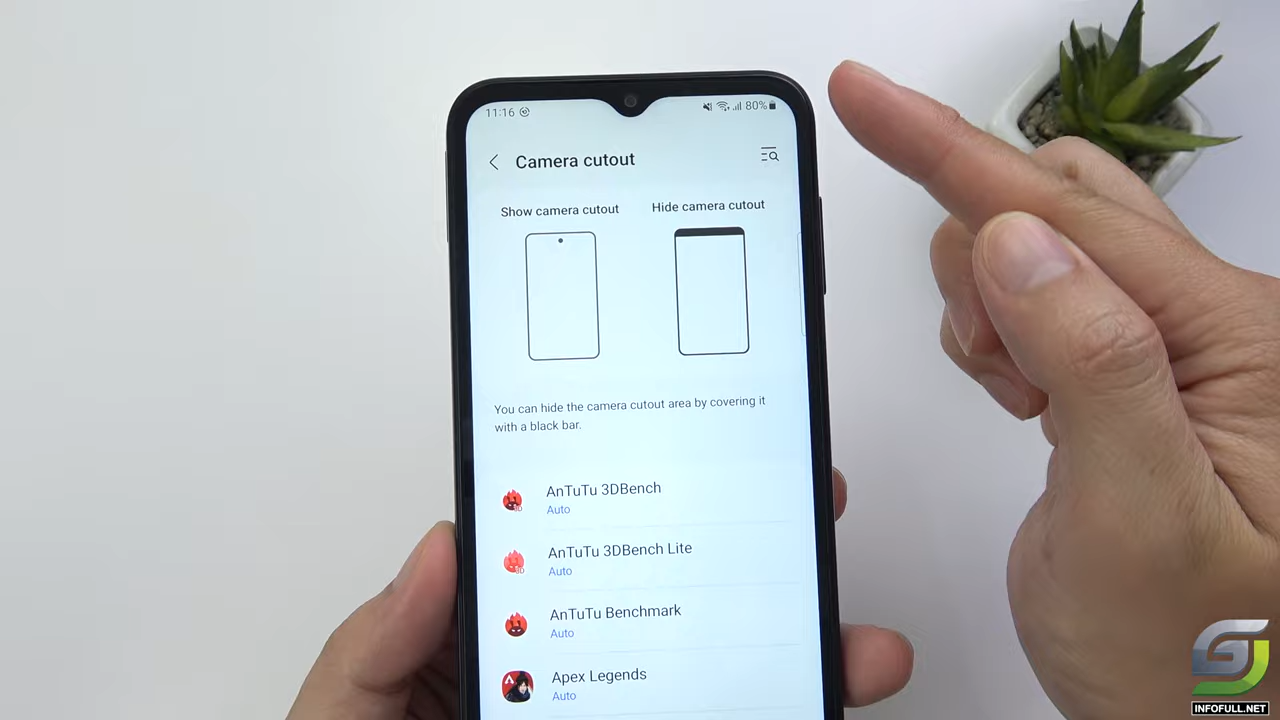 11:16
80%
Camera cutout
Show camera cutout
Hide camera cutout
You can hide the camera cutout area by covering it
with a black bar.
AnTuTu 3DBench
Auto
AnTuTu 3DBench Lite
Auto
AnTuTu Benchmark
Auto
Apex Legends
Auto
INFOFULL.NET